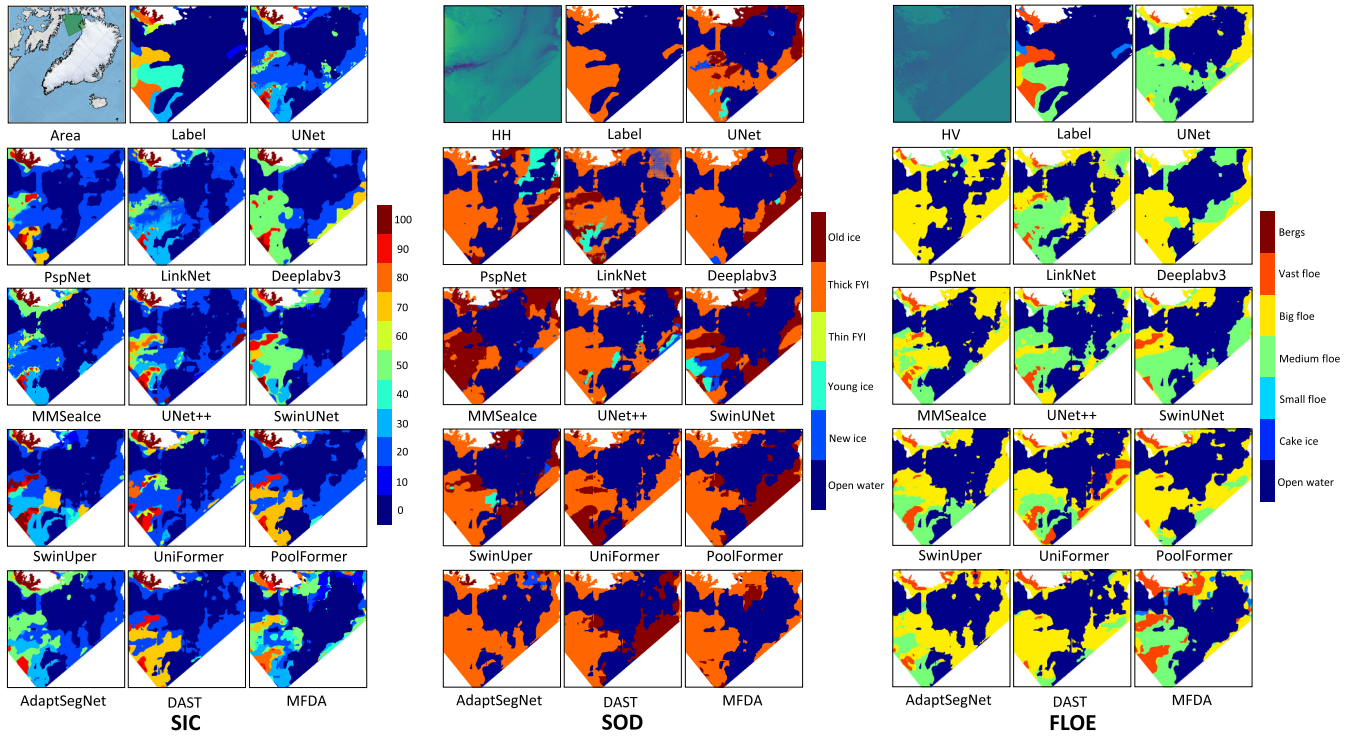 Area Label UNet
HH Label UNet
HV Label UNet
PspNet LinkNet Deeplabv3
PspNet LinkNet Deeplabv3
PspNet LinkNet Deeplabv3
MMSeaIce UNet++ SwinUNet
MMSeaIce UNet++ SwinUNet
MMSeaIce UNet++ SwinUNet
SwinUper UniFormer PoolFormer
SwinUper UniFormer PoolFormer
SwinUper UniFormer PoolFormer
AdaptSegNet DAST MFDA
AdaptSegNet DAST MFDA
AdaptSegNet DAST MFDA
100
90
80
70
60
50
40
30
20
10
0
Old ice
Thick FYI
Thin FYI
Young ice
New ice
Open water
Bergs
Vast floe
Big floe
Medium floe
Small floe
Cake ice
Open water
SIC
SOD
FLOE